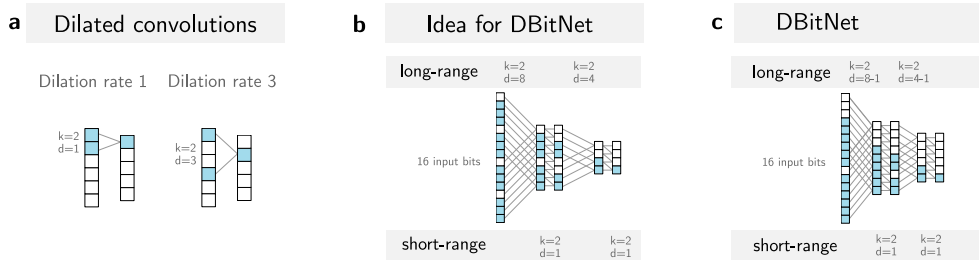 a Dilated convolutions
Dilation rate 1
k=2
d=1
Dilation rate 3
k=2
d=3
b Idea for DBitNet
long-range
k=2
d=8
k=2
d=4
16 input bits
short-range
k=2
d=1
k=2
d=1
c DBitNet
long-range
k=2
d=8-1
k=2
d=4-1
16 input bits
short-range
k=2
d=1
k=2
d=1